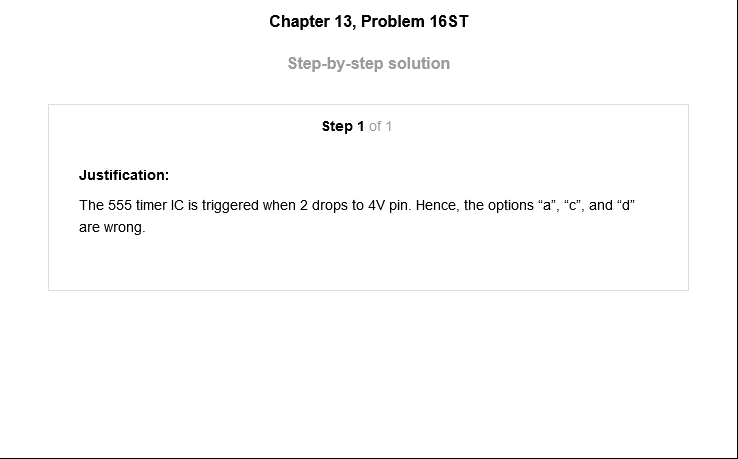 Chapter 13, Problem 16ST
Step-by-step solution
Step 1 of 1
Justification:
The 555 timer IC is triggered when 2 drops to 4V pin. Hence, the options “a”, “c”, and “d”
are wrong.